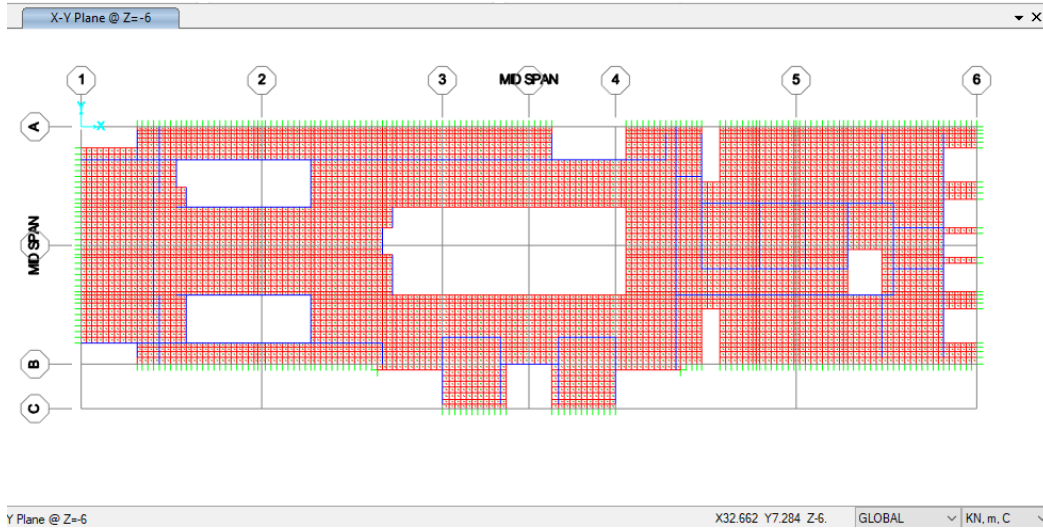 X-Y Plane @ Z=-6
1 2 3 MID SPAN 4 5 6
Y
X
A
MID SPAN
B
C
Y Plane @ Z=-6 X32.662 Y7.284 Z-6. GLOBAL KN, m, C